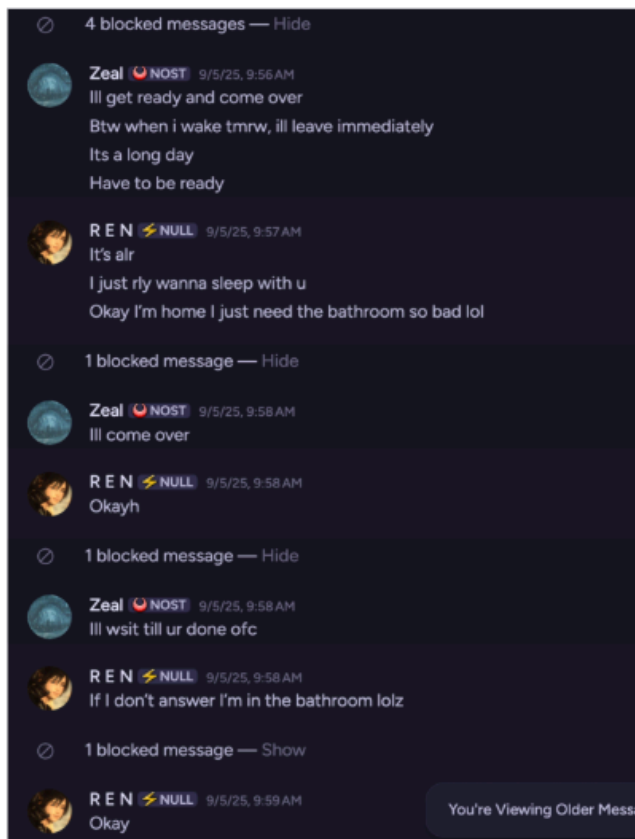 4 blocked messages — Hide
Zeal NOST 9/5/25, 9:56 AM
Ill get ready and come over
Btw when i wake tmrw, ill leave immediately
Its a long day
Have to be ready
R E N NULL 9/5/25, 9:57 AM
It's alr
I just rly wanna sleep with u
Okay I'm home I just need the bathroom so bad lol
1 blocked message — Hide
Zeal NOST 9/5/25, 9:58 AM
Ill come over
R E N NULL 9/5/25, 9:58 AM
Okayh
1 blocked message — Hide
Zeal NOST 9/5/25, 9:58 AM
Ill wsit till ur done ofc
R E N NULL 9/5/25, 9:58 AM
If I don't answer I'm in the bathroom lolz
1 blocked message — Show
R E N NULL 9/5/25, 9:59 AM
Okay
You're Viewing Older Messa